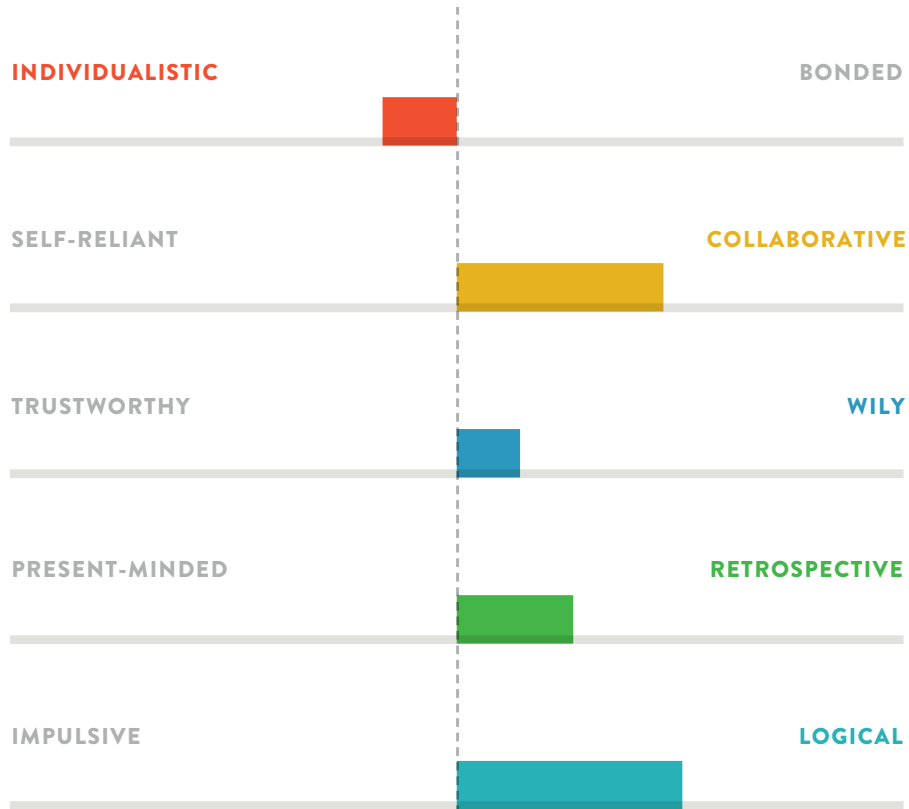 INDIVIDUALISTIC BONDED
SELF-RELIANT COLLABORATIVE
TRUSTWORTHY WILY
PRESENT-MINDED RETROSPECTIVE
IMPULSIVE LOGICAL